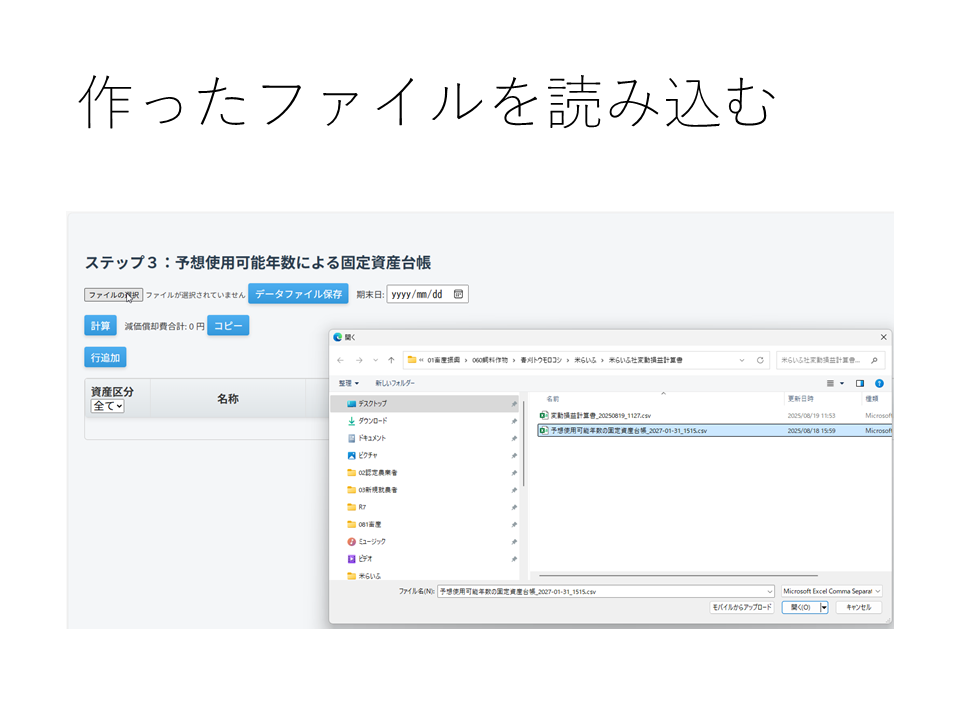 作ったファイルを読み込む
ステップ3：予想使用可能年数による固定資産台帳
ファイルの選択 ファイルが選択されていません データファイル保存 期末日: yyyy/mm/dd
計算 減価償却費合計: 0 円 コピー
行追加
資産区分
全て
名称
開く
01畜産振興 › 060飼料作物 › 青刈トウモロコシ › 米らいふ › 米らいふ社変動損益計算書
米らいふ社変動損益計算書...
整理 新しいフォルダー
デスクトップ
ダウンロード
ドキュメント
ピクチャ
02認定農業者
03新規就農者
R7
081畜産
ミュージック
ビデオ
米らいふ
名前 更新日時 種類
変動損益計算書_20250819_1127.csv 2025/08/19 11:53 Microsof
予想使用可能年数の固定資産台帳_2027-01-31_1515.csv 2025/08/18 15:59 Microsof
ファイル名(N): 予想使用可能年数の固定資産台帳_2027-01-31_1515.csv Microsoft Excel Comma Separat
モバイルからアップロード 開く(O) キャンセル